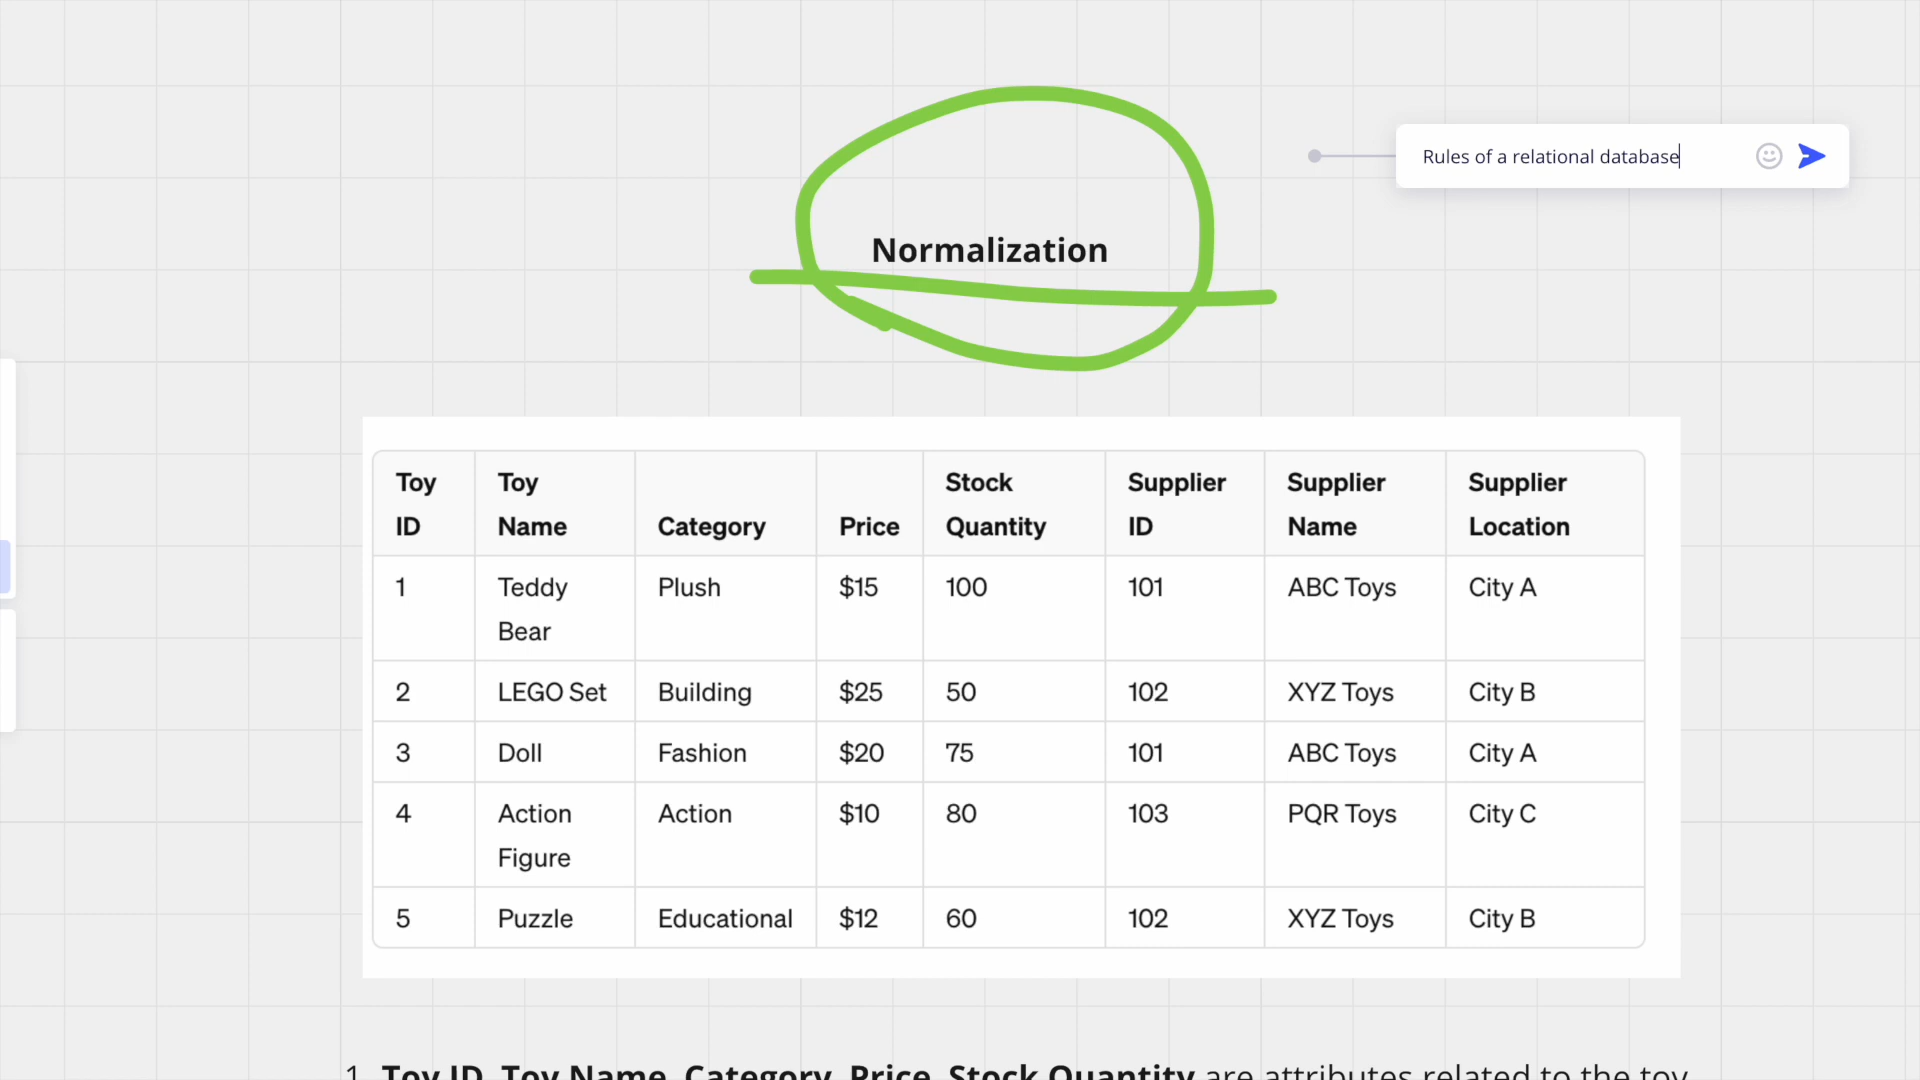 Rules of a relational database
Normalization
Toy ID Toy Name Category Price Stock Quantity Supplier ID Supplier Name Supplier Location
1 Teddy Bear Plush $15 100 101 ABC Toys City A
2 LEGO Set Building $25 50 102 XYZ Toys City B
3 Doll Fashion $20 75 101 ABC Toys City A
4 Action Figure Action $10 80 103 PQR Toys City C
5 Puzzle Educational $12 60 102 XYZ Toys City B
1. Toy ID, Toy Name, Category, Price, Stock Quantity are attributes related to the toy